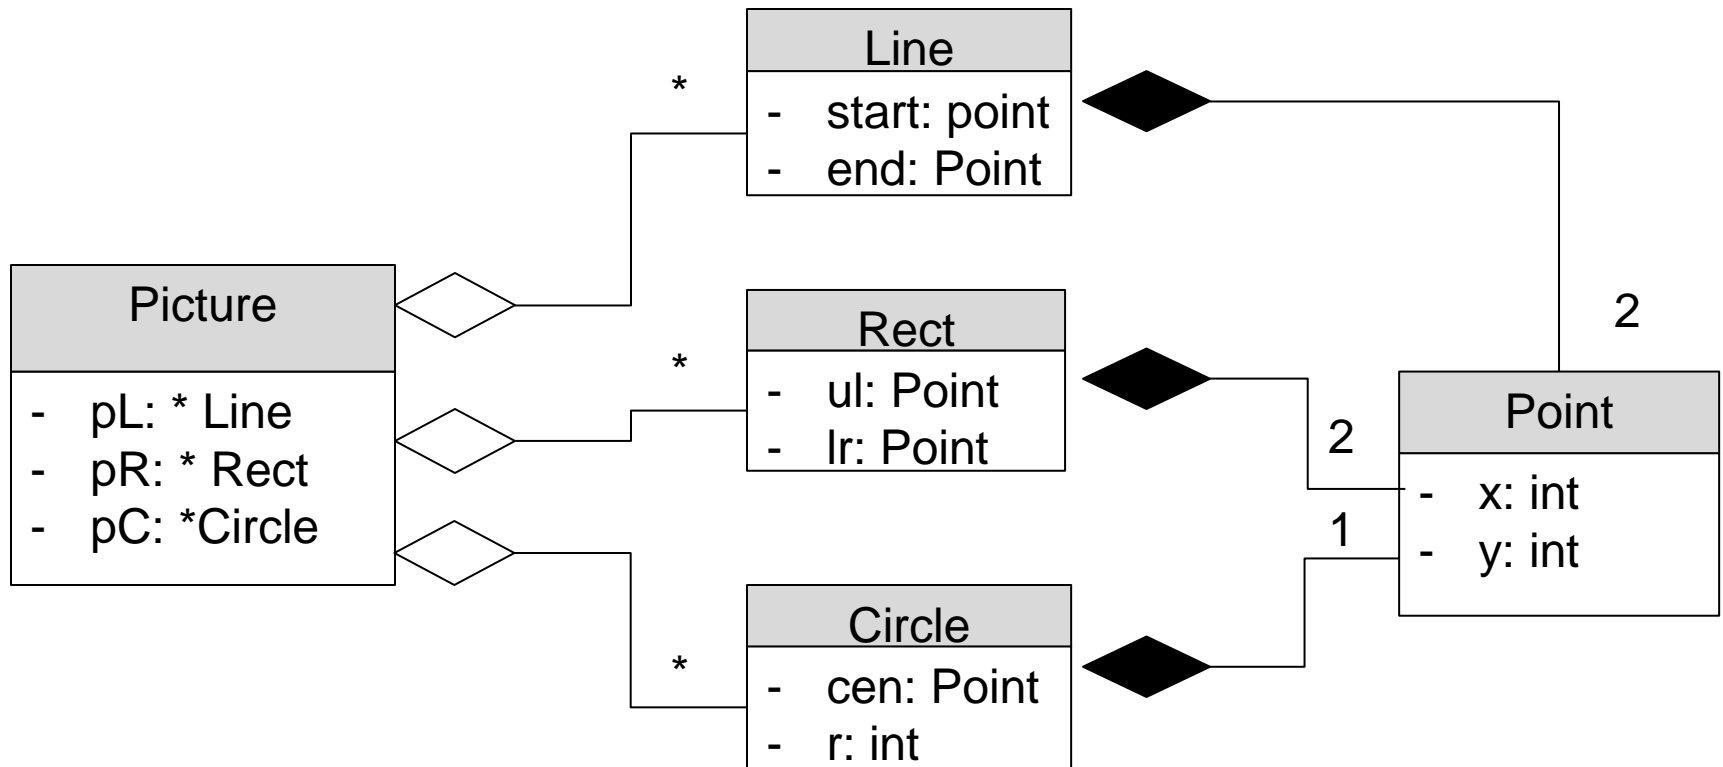 Line
*
- start: point
- end: Point
Picture
- pL: * Line
- pR: * Rect
- pC: *Circle
*
Rect
- ul: Point
- lr: Point
2
2
Point
- x: int
- y: int
1
*
Circle
- cen: Point
- r: int